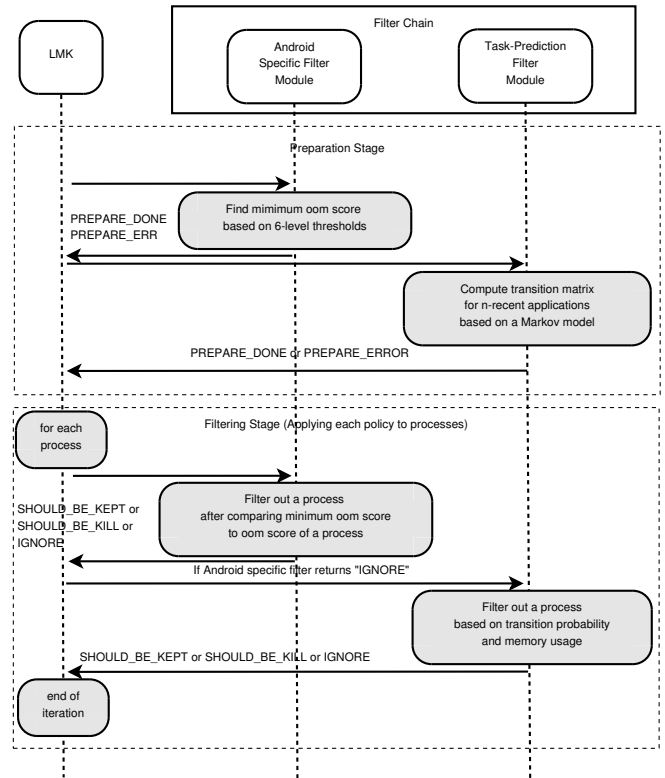 Filter Chain
LMK
Android
Specific Filter
Module
Task-Prediction
Filter
Module
Preparation Stage
Find mimimum oom score
based on 6-level thresholds
PREPARE_DONE
PREPARE_ERR
Compute transition matrix
for n-recent applications
based on a Markov model
PREPARE_DONE or PREPARE_ERROR
for each
process
Filtering Stage (Applying each policy to processes)
Filter out a process
after comparing minimum oom score
to oom score of a process
SHOULD_BE_KEPT or
SHOULD_BE_KILL or
IGNORE
If Android specific filter returns "IGNORE"
Filter out a process
based on transition probability
and memory usage
SHOULD_BE_KEPT or SHOULD_BE_KILL or IGNORE
end of
iteration